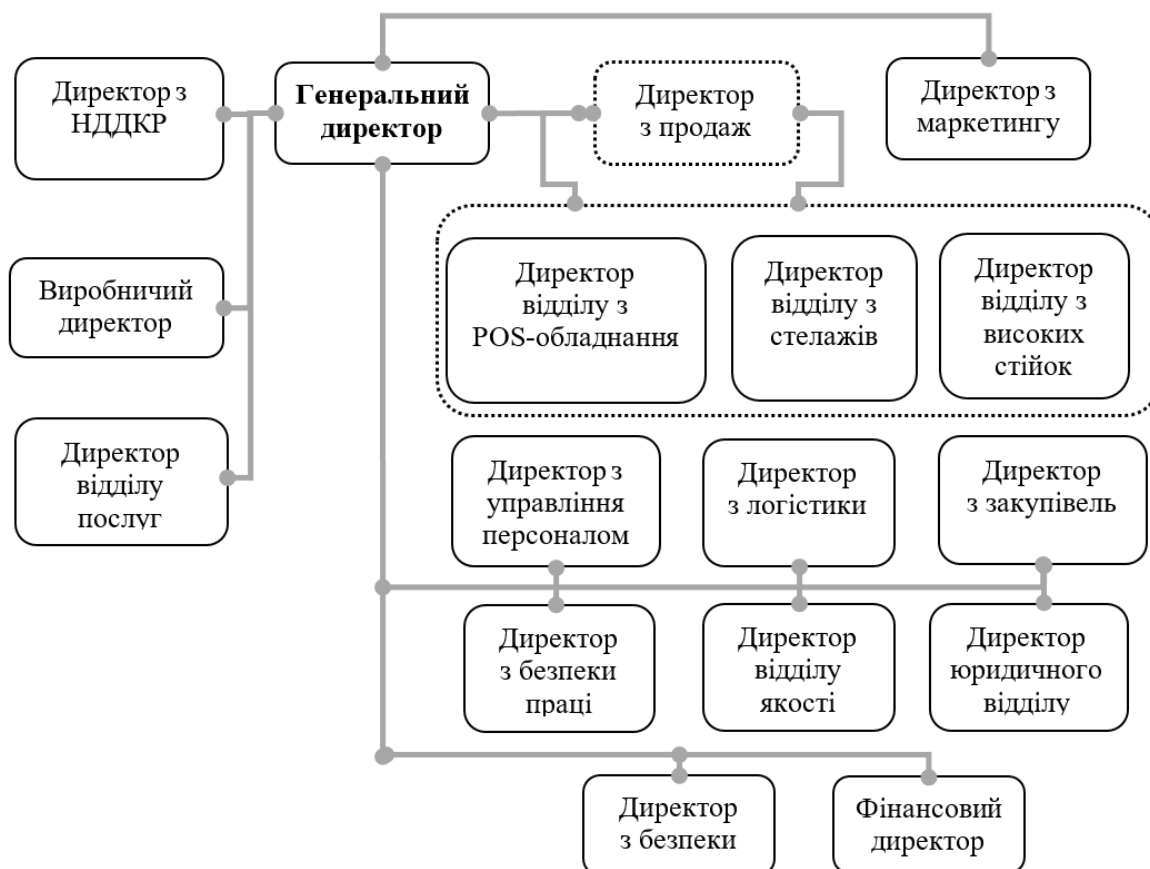 Директор з
НДДКР
Генеральний
директор
Директор
з продаж
Директор з
маркетингу
Виробничий
директор
Директор
відділу з
POS-обладнання
Директор
відділу з
стелажів
Директор
відділу з
високих
стійок
Директор
відділу
послуг
Директор з
управління
персоналом
Директор
з логістики
Директор
з закупівель
Директор
з безпеки
праці
Директор
відділу
якості
Директор
юридичного
відділу
Директор
з безпеки
Фінансовий
директор